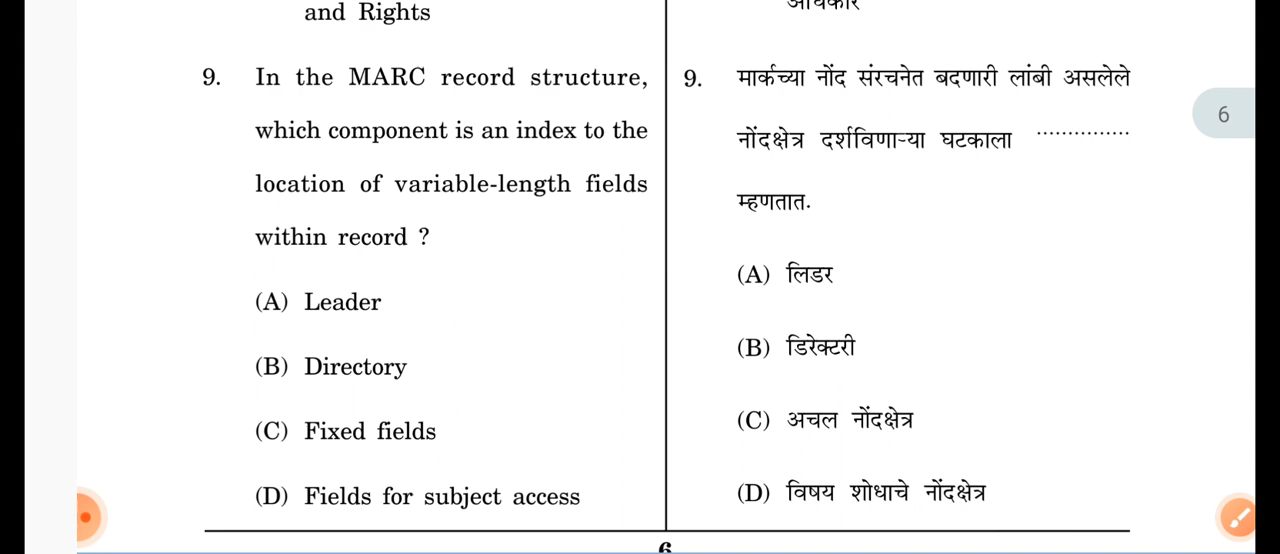 and Rights
9. In the MARC record structure,
which component is an index to the
location of variable-length fields
within record ?
(A) Leader
(B) Directory
(C) Fixed fields
(D) Fields for subject access
9. मार्कच्या नोंद संरचनेत बदणारी लांबी असलेले
नोंदक्षेत्र दर्शविणाऱ्या घटकाला ...............
म्हणतात.
(A) लिडर
(B) डिरेक्टरी
(C) अचल नोंदक्षेत्र
(D) विषय शोधाचे नोंदक्षेत्र
6